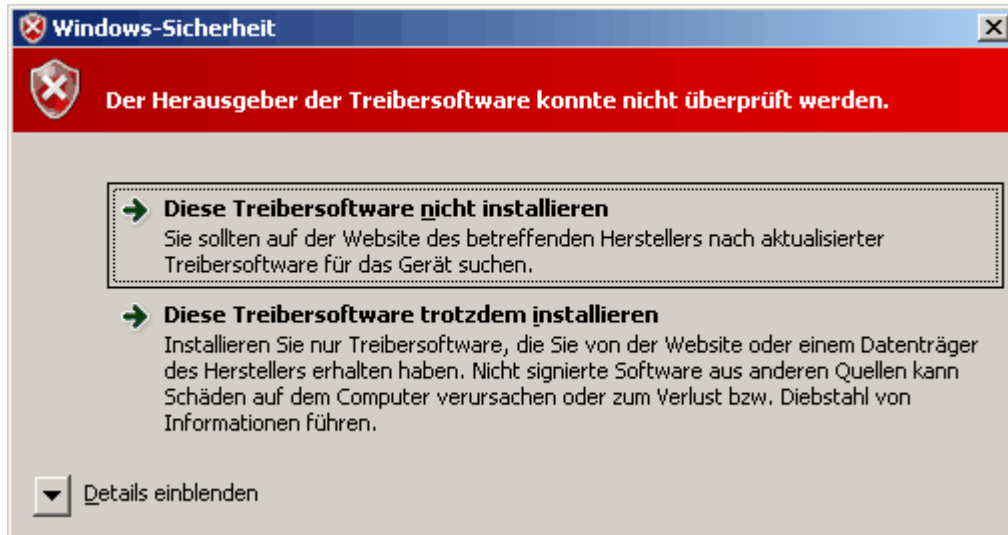 Windows-Sicherheit
Der Herausgeber der Treibersoftware konnte nicht überprüft werden.
Diese Treibersoftware nicht installieren
Sie sollten auf der Website des betreffenden Herstellers nach aktualisierter
Treibersoftware für das Gerät suchen.
Diese Treibersoftware trotzdem installieren
Installieren Sie nur Treibersoftware, die Sie von der Website oder einem Datenträger
des Herstellers erhalten haben. Nicht signierte Software aus anderen Quellen kann
Schäden auf dem Computer verursachen oder zum Verlust bzw. Diebstahl von
Informationen führen.
Details einblenden